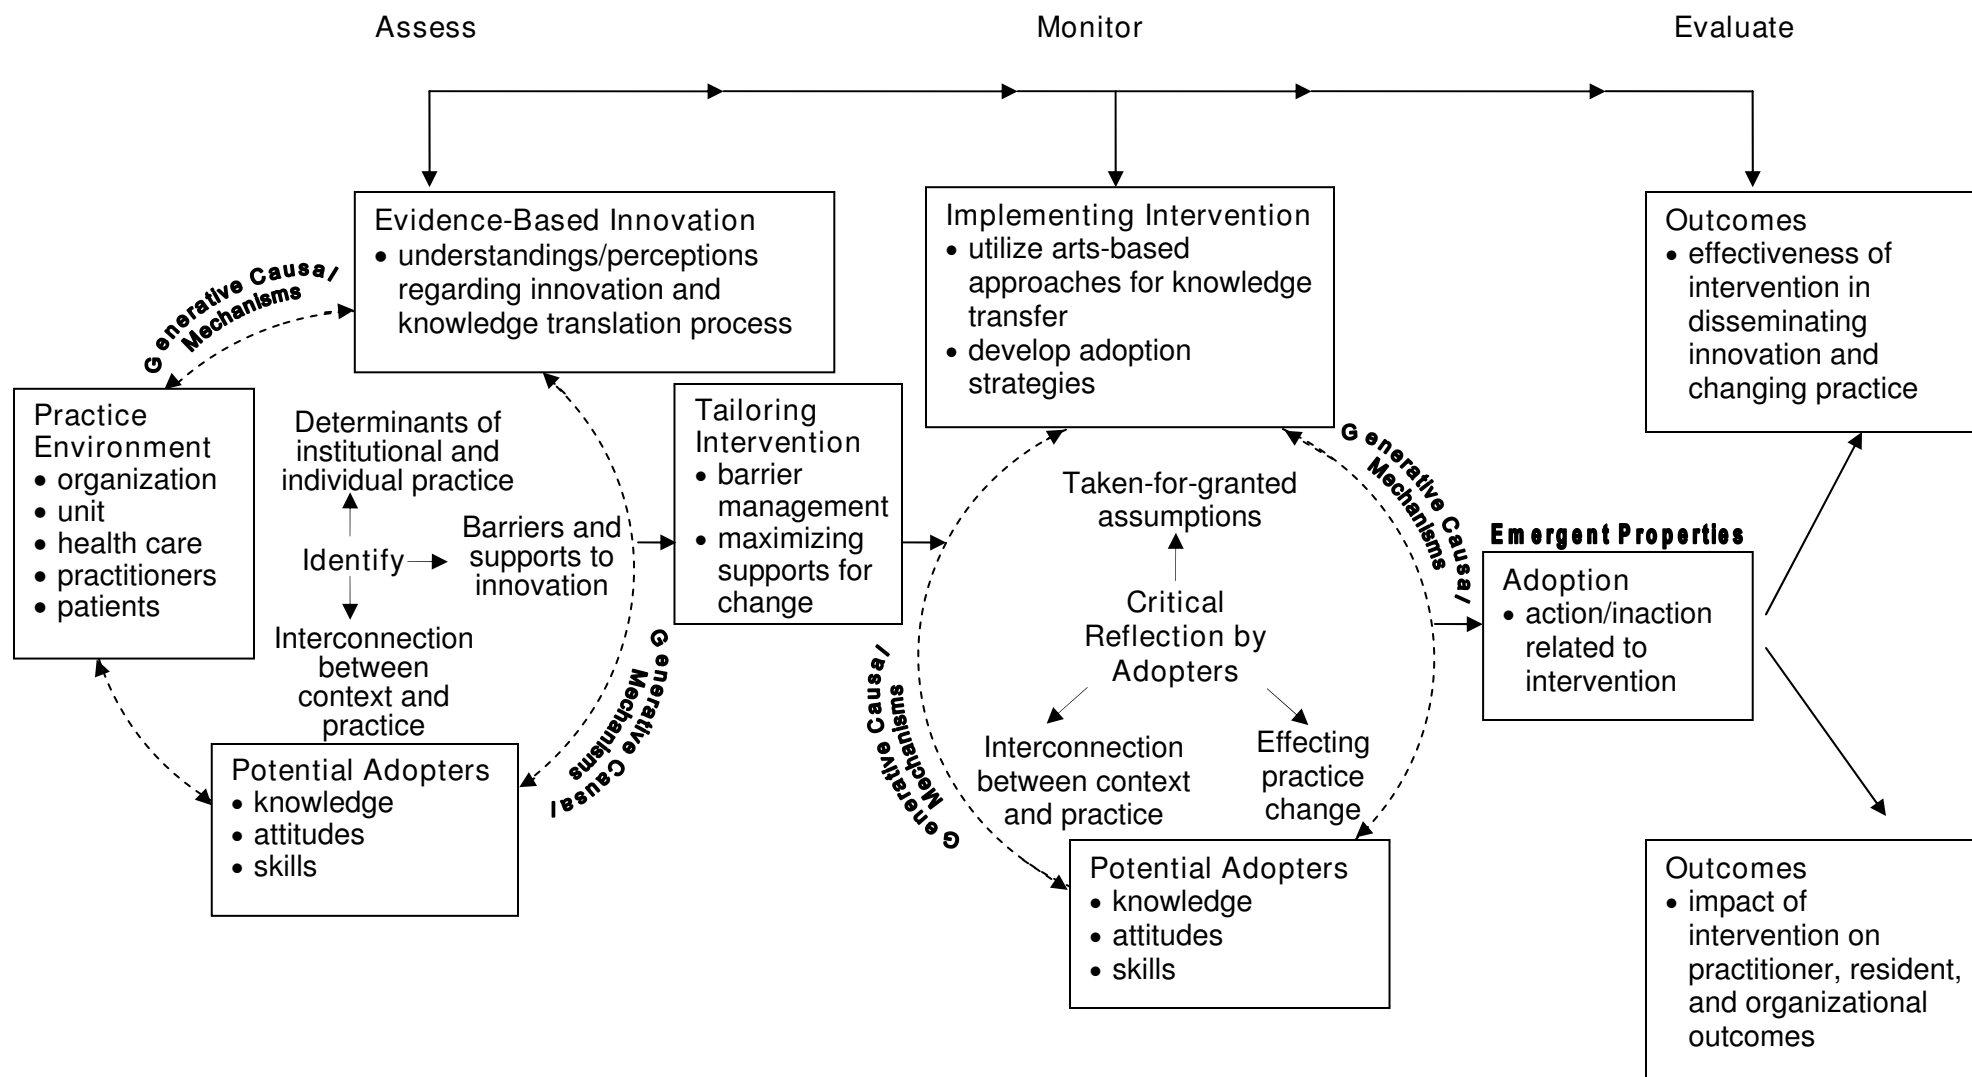 Assess
Monitor
Evaluate
Evidence-Based Innovation
• understandings/perceptions
regarding innovation and
knowledge translation process
Generative Causal
Mechanisms
Practice
Environment
• organization
• unit
• health care
• practitioners
• patients
Determinants of
institutional and
individual practice
Identify
Barriers and
supports to
innovation
Interconnection
between
context and
practice
Potential Adopters
• knowledge
• attitudes
• skills
Generative Causal
Mechanisms
Tailoring
Intervention
• barrier
management
• maximizing
supports for
change
Implementing Intervention
• utilize arts-based
approaches for knowledge
transfer
• develop adoption
strategies
Generative Causal
Mechanisms
Taken-for-granted
assumptions
Critical
Reflection by
Adopters
Interconnection
between context
and practice
Effecting
practice
change
Generative Causal
Mechanisms
Potential Adopters
• knowledge
• attitudes
• skills
Emergent Properties
Adoption
• action/inaction
related to
intervention
Outcomes
• effectiveness of
intervention in
disseminating
innovation and
changing practice
Outcomes
• impact of
intervention on
practitioner, resident,
and organizational
outcomes